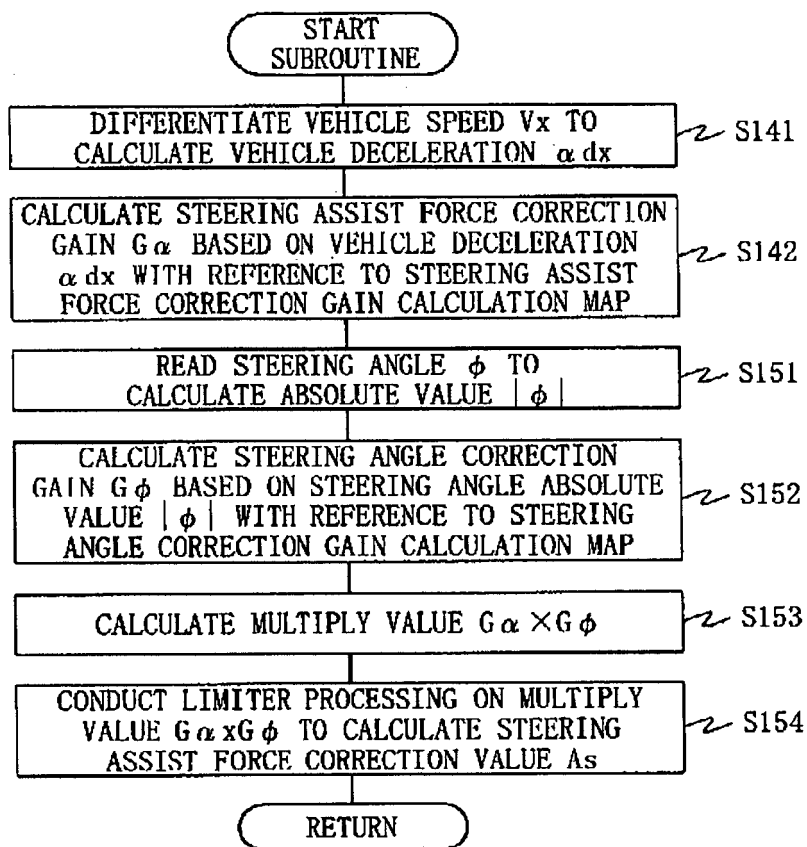 START
SUBROUTINE
DIFFERENTIATE VEHICLE SPEED Vx TO
CALCULATE VEHICLE DECELERATION αdx
S141
CALCULATE STEERING ASSIST FORCE CORRECTION
GAIN Gα BASED ON VEHICLE DECELERATION
αdx WITH REFERENCE TO STEERING ASSIST
FORCE CORRECTION GAIN CALCULATION MAP
S142
READ STEERING ANGLE φ TO
CALCULATE ABSOLUTE VALUE |φ|
S151
CALCULATE STEERING ANGLE CORRECTION
GAIN Gφ BASED ON STEERING ANGLE ABSOLUTE
VALUE |φ| WITH REFERENCE TO STEERING
ANGLE CORRECTION GAIN CALCULATION MAP
S152
CALCULATE MULTIPLY VALUE Gα×Gφ
S153
CONDUCT LIMITER PROCESSING ON MULTIPLY
VALUE GαxGφ TO CALCULATE STEERING
ASSIST FORCE CORRECTION VALUE As
S154
RETURN